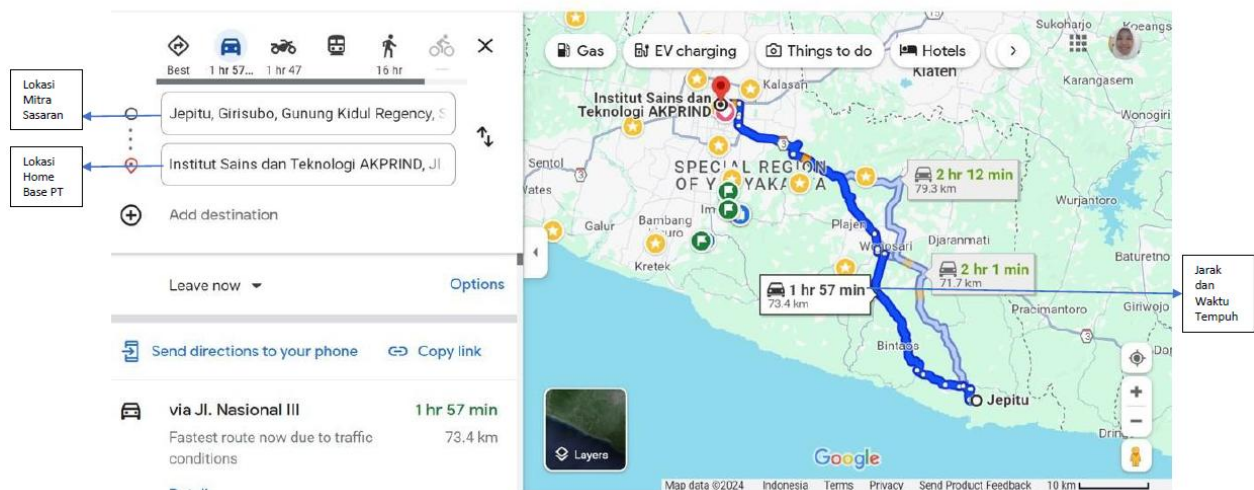 Lokasi
Mitra
Sasaran
Lokasi
Home
Base PT
Best
1 hr 57...
1 hr 47
16 hr
Jepitu, Girisubo, Gunung Kidul Regency, S
Institut Sains dan Teknologi AKPRIND, Jl
Add destination
Leave now
Options
Send directions to your phone
Copy link
via Jl. Nasional III
1 hr 57 min
Fastest route now due to traffic
73.4 km
conditions
Gas
EV charging
Things to do
Hotels
Sukoharjo
Klaten
Karangasem
Kalasan
Institut Sains dan
Teknologi AKPRIND
Wonogiri
Sentol
SPECIAL REGION
2 hr 12 min
79.3 km
Wurjantoro
Galur
Bambang
Plajen
Djaranmati
Kretek
Baturetno
2 hr 1 min
71.7 km
1 hr 57 min
73.4 km
Pracimantoro
Giriwojo
Bintaos
Jepitu
Layers
Google
Map data ©2024
Indonesia
Terms
Privacy
Send Product Feedback
10 km
Jarak
dan
Waktu
Tempuh